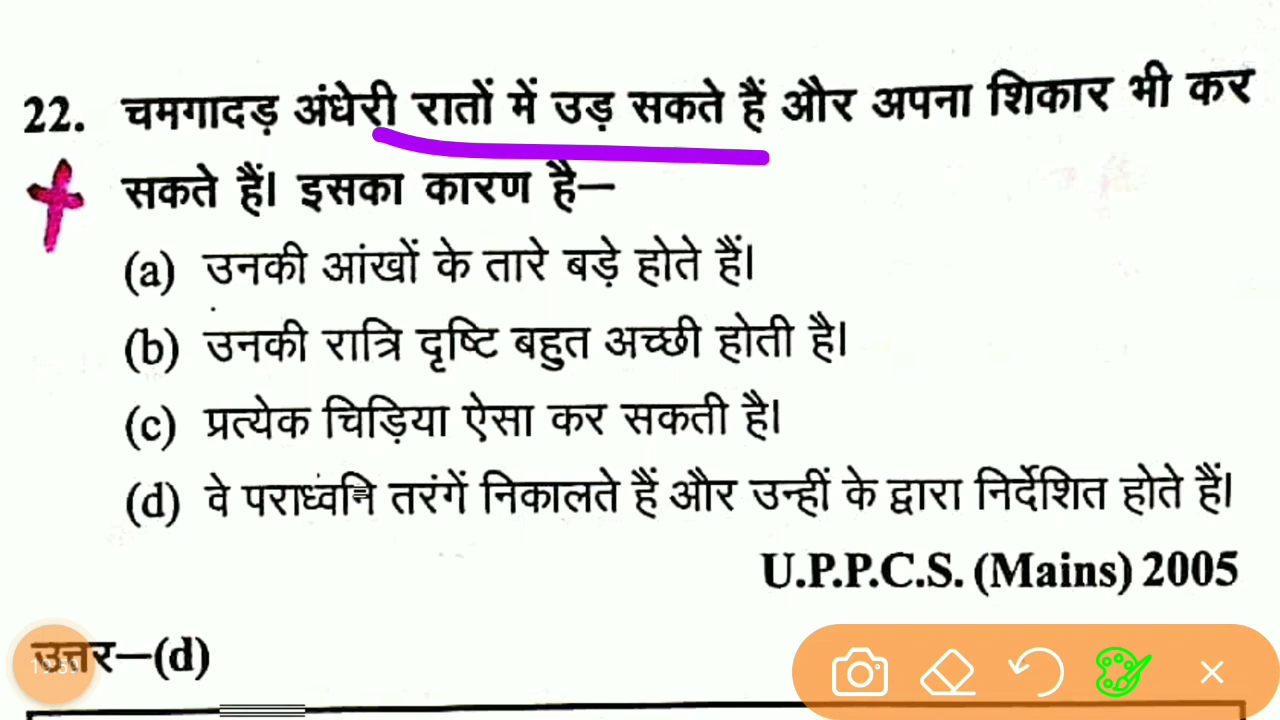 22. चमगादड़ अंधेरी रातों में उड़ सकते हैं और अपना शिकार भी कर
सकते हैं। इसका कारण है—
(a) उनकी आंखों के तारे बड़े होते हैं।
(b) उनकी रात्रि दृष्टि बहुत अच्छी होती है।
(c) प्रत्येक चिड़िया ऐसा कर सकती है।
(d) वे पराध्वनि तरंगें निकालते हैं और उन्हीं के द्वारा निर्देशित होते हैं।
U.P.P.C.S. (Mains) 2005
उत्तर—(d)